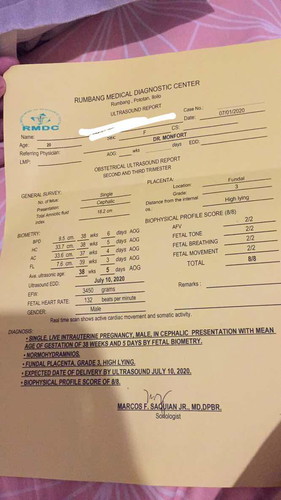 RUMBANG MEDICAL DIAGNOSTIC CENTER
Rumbang, Pototan, Iloilo
ULTRASOUND REPORT
RMDC
Case No.:
Date: 07/01/2020
Name:
Age: F CS:
Referring Physician: DR. MONFORT
LMP: AOG: wks days EDD:
OBSTETRICAL ULTRASOUND REPORT
SECOND AND THIRD TRIMESTER
GENERAL SURVEY:
No. of fetus: Single
Presentation: Cephalic
Total Amniotic fluid Index 16.2 cm
PLACENTA:
Location: Fundal
Grade: 3
Distance from the internal os: High lying
BIOMETRY:
BPD 9.5 cm. 38 wks 6 days AOG
HC 33.7 cm. 38 wks 5 days AOG
AC 33.6 cm. 37 wks 4 days AOG
FL 7.6 cm. 39 wks 3 days AOG
Ave. ultrasonic age: 38 wks 5 days AOG
Ultrasound EDD: July 10, 2020
EFW: 3450 grams
FETAL HEART RATE: 132 beats per minute
GENDER: Male
BIOPHYSICAL PROFILE SCORE (8/8)
AFV 2/2
FETAL TONE 2/2
FETAL BREATHING 2/2
FETAL MOVEMENT 2/2
TOTAL 8/8
Remarks :
Real time scan shows active cardiac movement and somatic activity.
DIAGNOSIS:
• SINGLE, LIVE INTRAUTERINE PREGNANCY, MALE, IN CEPHALIC PRESENTATION WITH MEAN
AGE OF GESTATION OF 38 WEEKS AND 5 DAYS BY FETAL BIOMETRY.
• NORMOHYDRAMNIOS.
• FUNDAL PLACENTA, GRADE 3, HIGH LYING.
• EXPECTED DATE OF DELIVERY BY ULTRASOUND JULY 10, 2020.
• BIOPHYSICAL PROFILE SCORE OF 8/8.
MARCOS F. SAQUIAN JR., MD,DPBR.
Sonologist